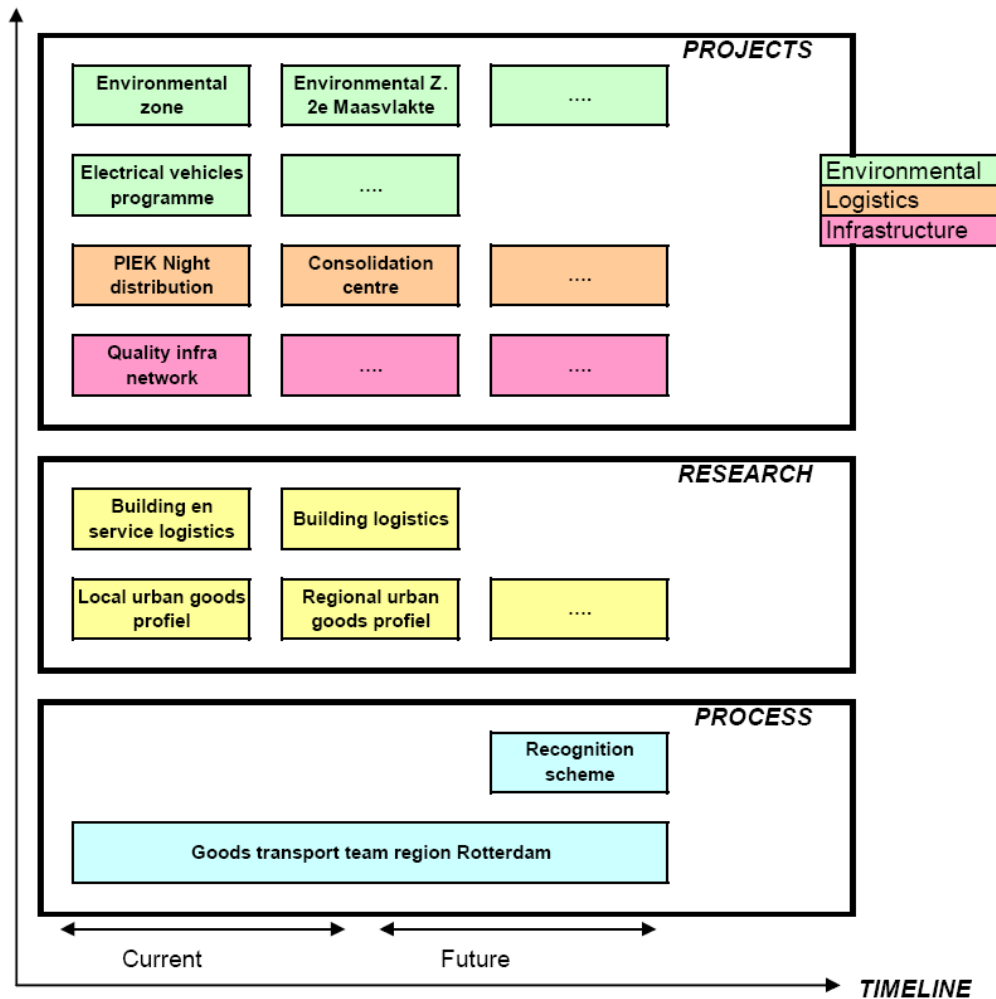 PROJECTS
Environmental
zone
Environmental Z.
2e Maasvlakte
....
Electrical vehicles
programme
....
Environmental
Logistics
Infrastructure
PIEK Night
distribution
Consolidation
centre
....
Quality infra
network
....
....
RESEARCH
Building en
service logistics
Building logistics
Local urban goods
profiel
Regional urban
goods profiel
....
PROCESS
Recognition
scheme
Goods transport team region Rotterdam
Current
Future
TIMELINE